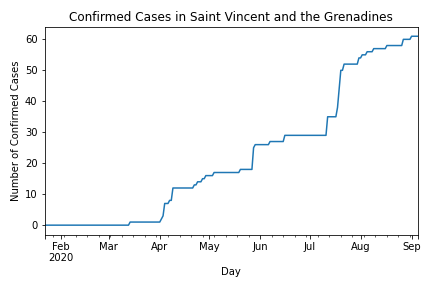 Confirmed Cases in Saint Vincent and the Grenadines
Number of Confirmed Cases
60
50
40
30
20
10
0
Feb Mar Apr May Jun Jul Aug Sep
2020
Day